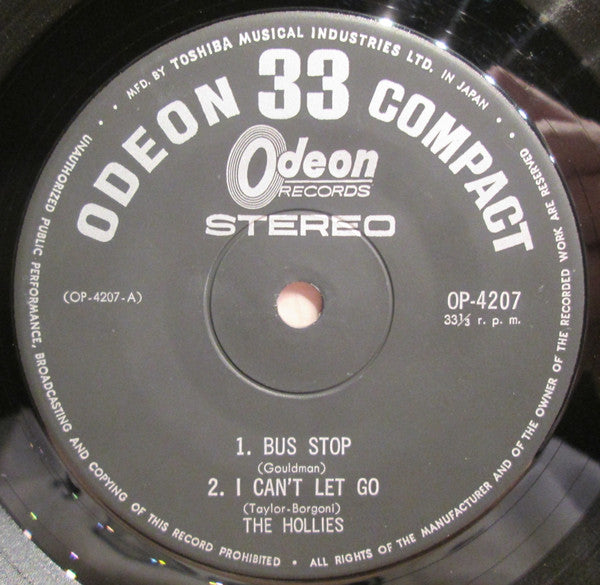 MFD. BY TOSHIBA MUSICAL INDUSTRIES LTD. IN JAPAN
ODEON 33 COMPACT
Odeon
RECORDS
STEREO
(OP-4207-A)
OP-4207
33⅓ r. p. m.
1. BUS STOP
(Gouldman)
2. I CAN'T LET GO
(Taylor-Borgoni)
THE HOLLIES
UNAUTHORIZED PUBLIC PERFORMANCE, BROADCASTING AND COPYING OF THIS RECORD PROHIBITED • ALL RIGHTS OF THE MANUFACTURER AND OF THE OWNER OF THE RECORDED WORK ARE RESERVED